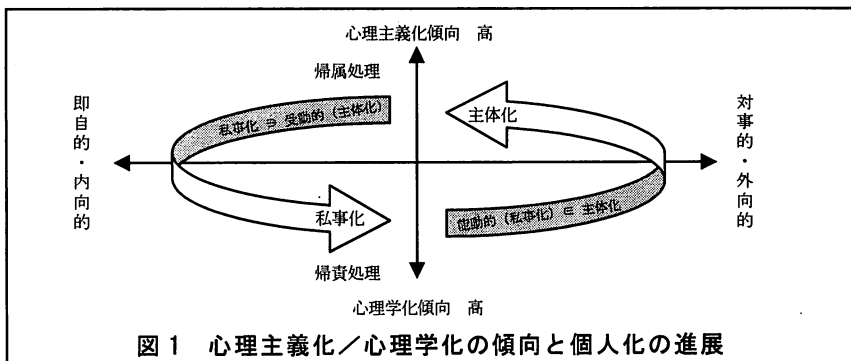 心理主義化傾向 高
帰属処理
即自的・内向的
対事的・外向的
私事化 ∋ 受動的（主体化）
主体化
私事化
能動的（私事化）∈ 主体化
帰責処理
心理学化傾向 高
図1 心理主義化／心理学化の傾向と個人化の進展